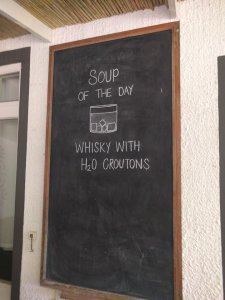 SOUP
OF THE DAY
WHISKY WITH
H₂O CROUTONS